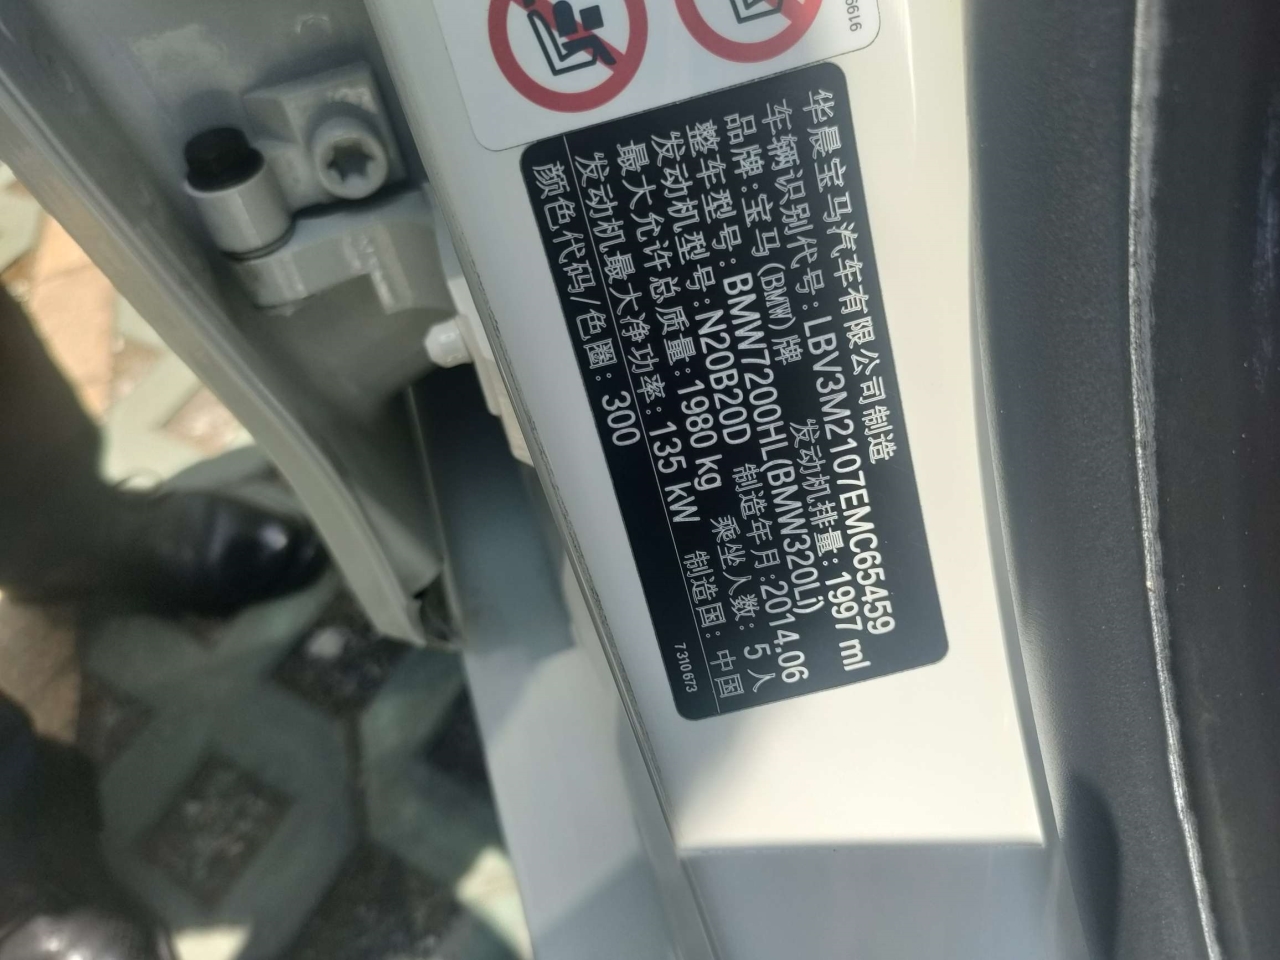 9916
华晨宝马汽车有限公司制造
车辆识别代号:LBV3M2107EMC65459
品牌:宝马(BMW)牌 发动机排量:1997 ml
整车型号:BMW7200HL(BMW320Li)
发动机型号:N20B20D 制造年月:2014.06
最大允许总质量:1980 kg 乘坐人数: 5人
发动机最大净功率:135 kW 制造国: 中国
颜色代码/色圈: 300
7310673